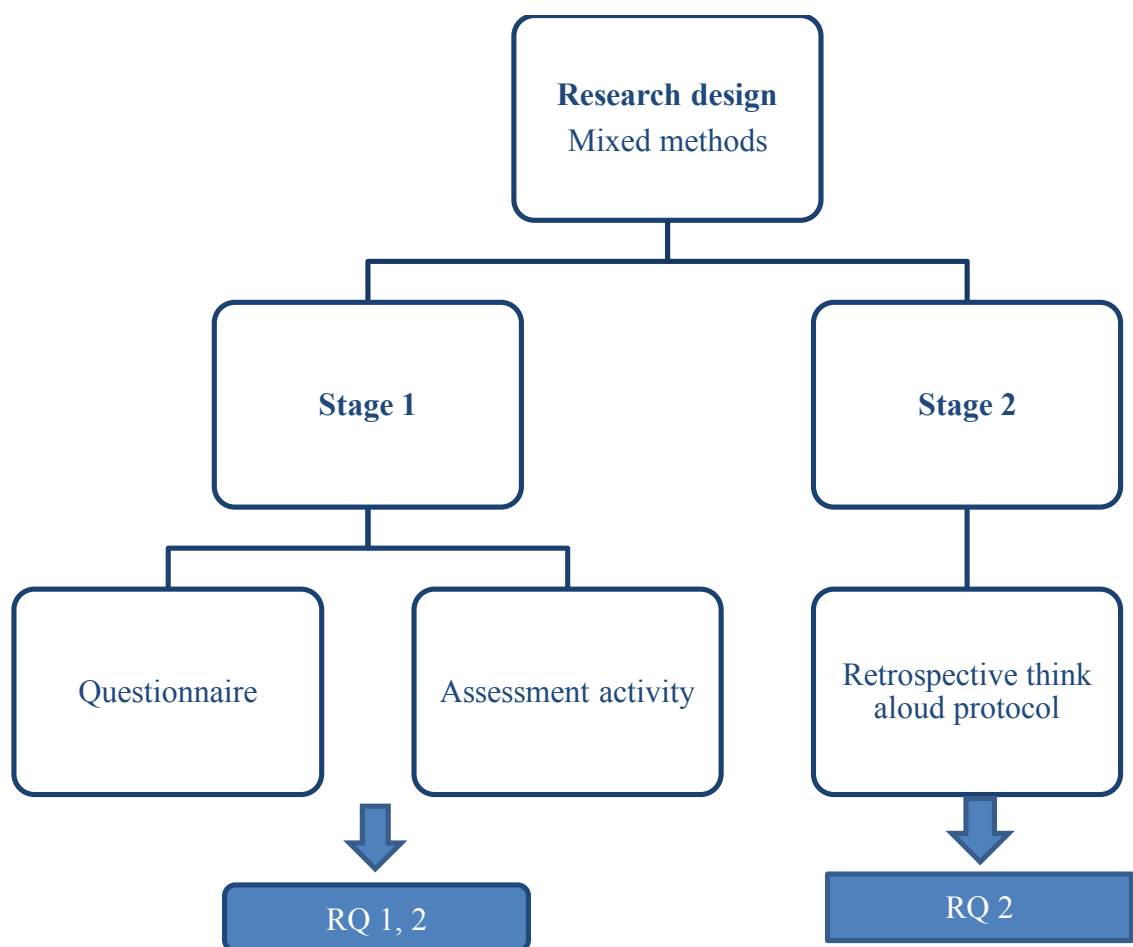 Research design
Mixed methods
Stage 1
Stage 2
Questionnaire
Assessment activity
Retrospective think
aloud protocol
RQ 1, 2
RQ 2